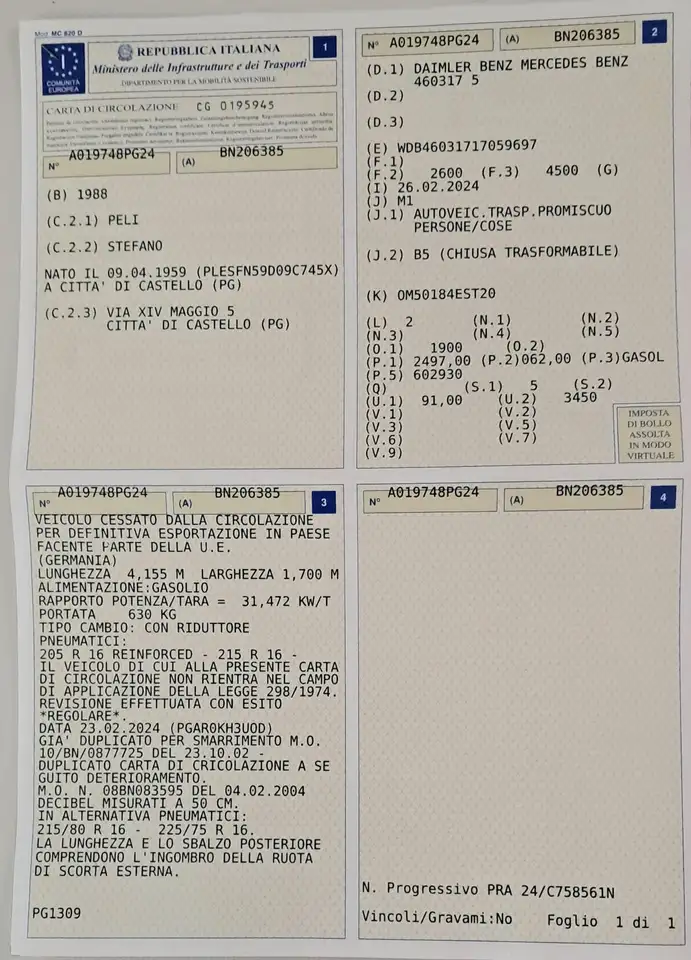 Mod. MC 820 D
COMUNITÀ
EUROPEA
I
REPUBBLICA ITALIANA
1
Ministero delle Infrastrutture e dei Trasporti
DIPARTIMENTO PER LA MOBILITÀ SOSTENIBILE
CARTA DI CIRCOLAZIONE CG 0195945
N° A019748PG24 (A) BN206385
(B) 1988
(C.2.1) PELI
(C.2.2) STEFANO
NATO IL 09.04.1959 (PLESFN59D09C745X)
A CITTA' DI CASTELLO (PG)
(C.2.3) VIA XIV MAGGIO 5
CITTA' DI CASTELLO (PG)
N° A019748PG24 (A) BN206385 2
(D.1) DAIMLER BENZ MERCEDES BENZ
460317 5
(D.2)
(D.3)
(E) WDB46031717059697
(F.1)
(F.2) 2600 (F.3) 4500 (G)
(I) 26.02.2024
(J) M1
(J.1) AUTOVEIC.TRASP.PROMISCUO
PERSONE/COSE
(J.2) B5 (CHIUSA TRASFORMABILE)
(K) OM50184EST20
(L) 2 (N.1) (N.2)
(N.3) (N.4) (N.5)
(O.1) 1900 (O.2)
(P.1) 2497,00 (P.2)062,00 (P.3)GASOL
(P.5) 602930
(Q) (S.1) 5 (S.2)
(U.1) 91,00 (U.2) 3450
(V.1) (V.2)
(V.3) (V.5)
(V.6) (V.7)
(V.9)
IMPOSTA
DI BOLLO
ASSOLTA
IN MODO
VIRTUALE
N° A019748PG24 (A) BN206385 3
VEICOLO CESSATO DALLA CIRCOLAZIONE
PER DEFINITIVA ESPORTAZIONE IN PAESE
FACENTE PARTE DELLA U.E.
(GERMANIA)
LUNGHEZZA 4,155 M LARGHEZZA 1,700 M
ALIMENTAZIONE:GASOLIO
RAPPORTO POTENZA/TARA = 31,472 KW/T
PORTATA 630 KG
TIPO CAMBIO: CON RIDUTTORE
PNEUMATICI:
205 R 16 REINFORCED - 215 R 16 -
IL VEICOLO DI CUI ALLA PRESENTE CARTA
DI CIRCOLAZIONE NON RIENTRA NEL CAMPO
DI APPLICAZIONE DELLA LEGGE 298/1974.
REVISIONE EFFETTUATA CON ESITO
*REGOLARE*.
DATA 23.02.2024 (PGAR0KH3UOD)
GIA' DUPLICATO PER SMARRIMENTO M.O.
10/BN/0877725 DEL 23.10.02 -
DUPLICATO CARTA DI CRICOLAZIONE A SE
GUITO DETERIORAMENTO.
M.O. N. 08BN083595 DEL 04.02.2004
DECIBEL MISURATI A 50 CM.
IN ALTERNATIVA PNEUMATICI:
215/80 R 16 - 225/75 R 16.
LA LUNGHEZZA E LO SBALZO POSTERIORE
COMPRENDONO L'INGOMBRO DELLA RUOTA
DI SCORTA ESTERNA.
PG1309
N° A019748PG24 (A) BN206385 4
N. Progressivo PRA 24/C758561N
Vincoli/Gravami:No Foglio 1 di 1